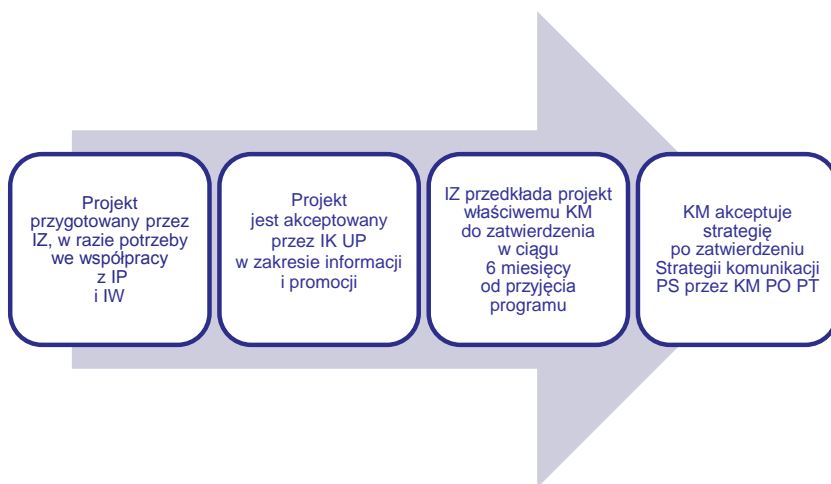 Projekt
przygotowany przez
IZ, w razie potrzeby
we współpracy
z IP
i IW
Projekt
jest akceptowany
przez IK UP
w zakresie informacji
i promocji
IZ przedkłada projekt
właściwemu KM
do zatwierdzenia
w ciągu
6 miesięcy
od przyjęcia
programu
KM akceptuje
strategię
po zatwierdzeniu
Strategii komunikacji
PS przez KM PO PT